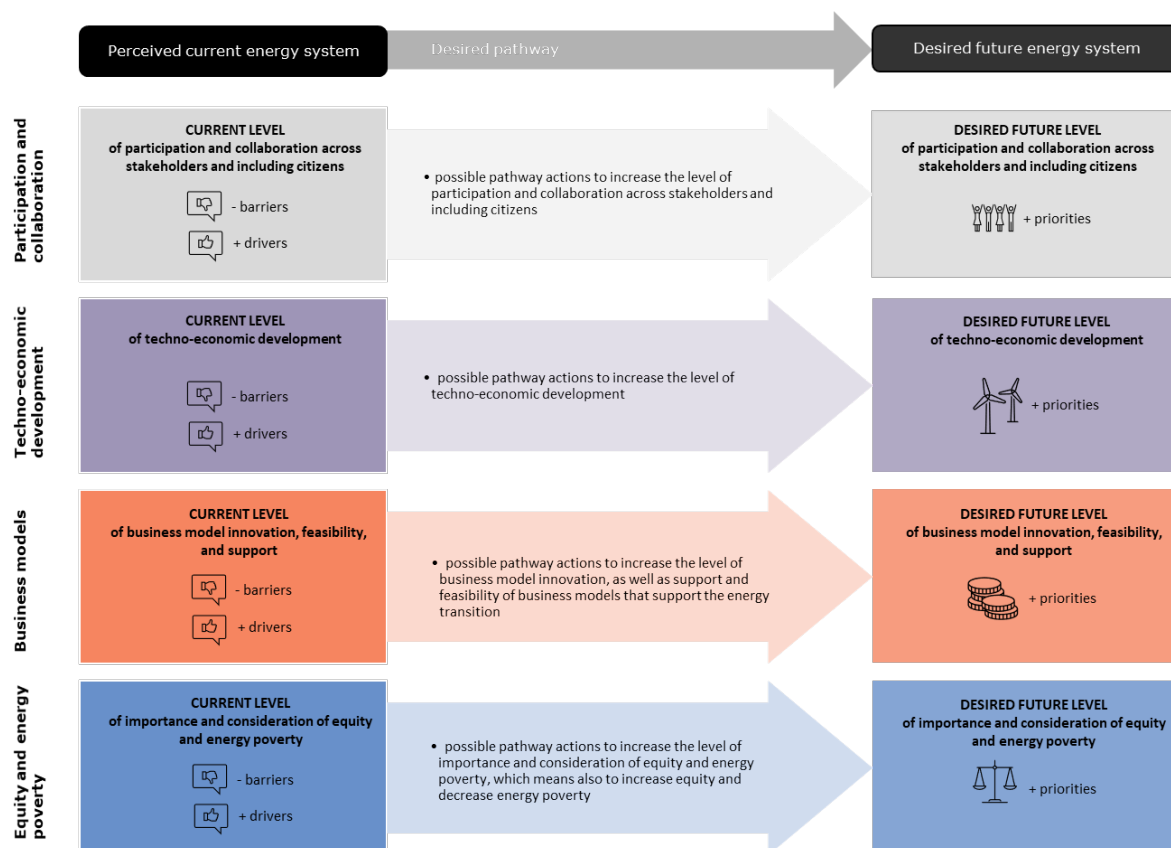 Perceived current energy system
Desired pathway
Desired future energy system
Participation and
collaboration
CURRENT LEVEL
of participation and collaboration across
stakeholders and including citizens
- barriers
+ drivers
• possible pathway actions to increase the level of
participation and collaboration across stakeholders and
including citizens
DESIRED FUTURE LEVEL
of participation and collaboration across
stakeholders and including citizens
+ priorities
Techno-economic
development
CURRENT LEVEL
of techno-economic development
- barriers
+ drivers
• possible pathway actions to increase the level of
techno-economic development
DESIRED FUTURE LEVEL
of techno-economic development
+ priorities
Business models
CURRENT LEVEL
of business model innovation, feasibility,
and support
- barriers
+ drivers
• possible pathway actions to increase the level of
business model innovation, as well as support and
feasibility of business models that support the energy
transition
DESIRED FUTURE LEVEL
of business model innovation, feasibility,
and support
+ priorities
Equity and energy
poverty
CURRENT LEVEL
of importance and consideration of equity
and energy poverty
- barriers
+ drivers
• possible pathway actions to increase the level of
importance and consideration of equity and energy
poverty, which means also to increase equity and
decrease energy poverty
DESIRED FUTURE LEVEL
of importance and consideration of equity
and energy poverty
+ priorities